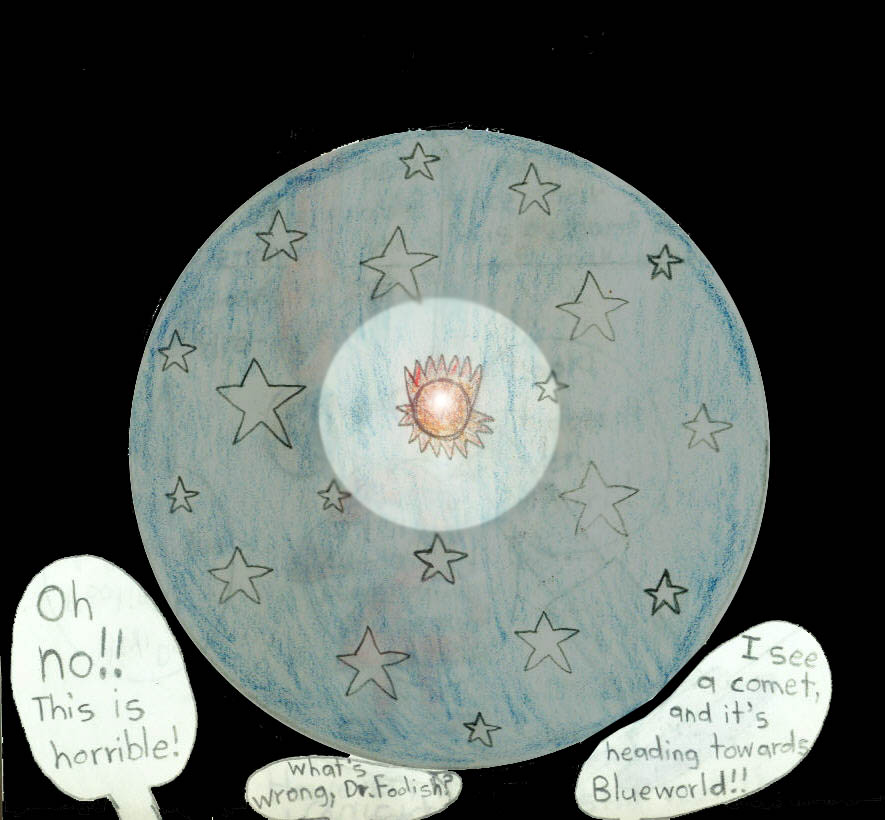 Oh
no!!
This is
horrible!
What's
wrong, Dr.Foolish?
I see
a comet,
and it's
heading towards
Blueworld!!